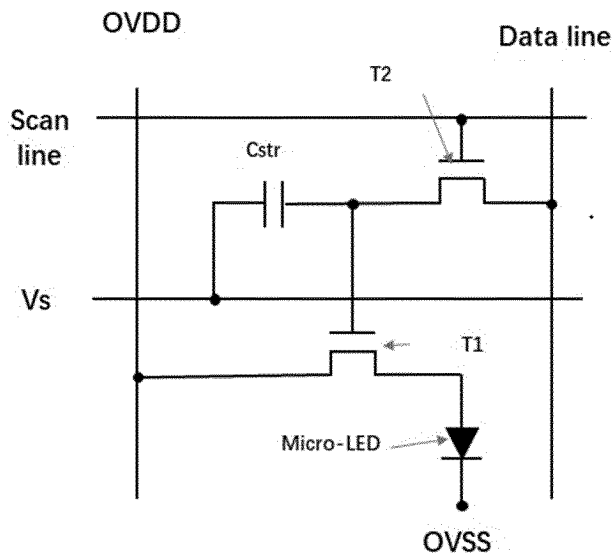 OVDD
Data line
T2
Scan
line
Cstr
Vs
T1
Micro-LED
OVSS